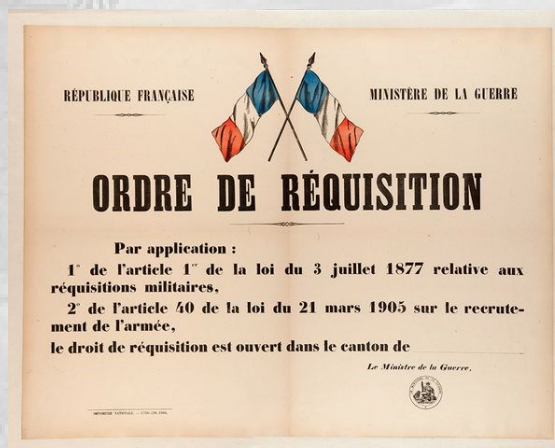 RÉPUBLIQUE FRANÇAISE
MINISTÈRE DE LA GUERRE
ORDRE DE RÉQUISITION
Par application :
1° de l'article 1er de la loi du 3 juillet 1877 relative aux
réquisitions militaires,
2° de l'article 40 de la loi du 21 mars 1905 sur le recrute-
ment de l'armée,
le droit de réquisition est ouvert dans le canton de
Le Ministre de la Guerre,
IMPRIMERIE NATIONALE.